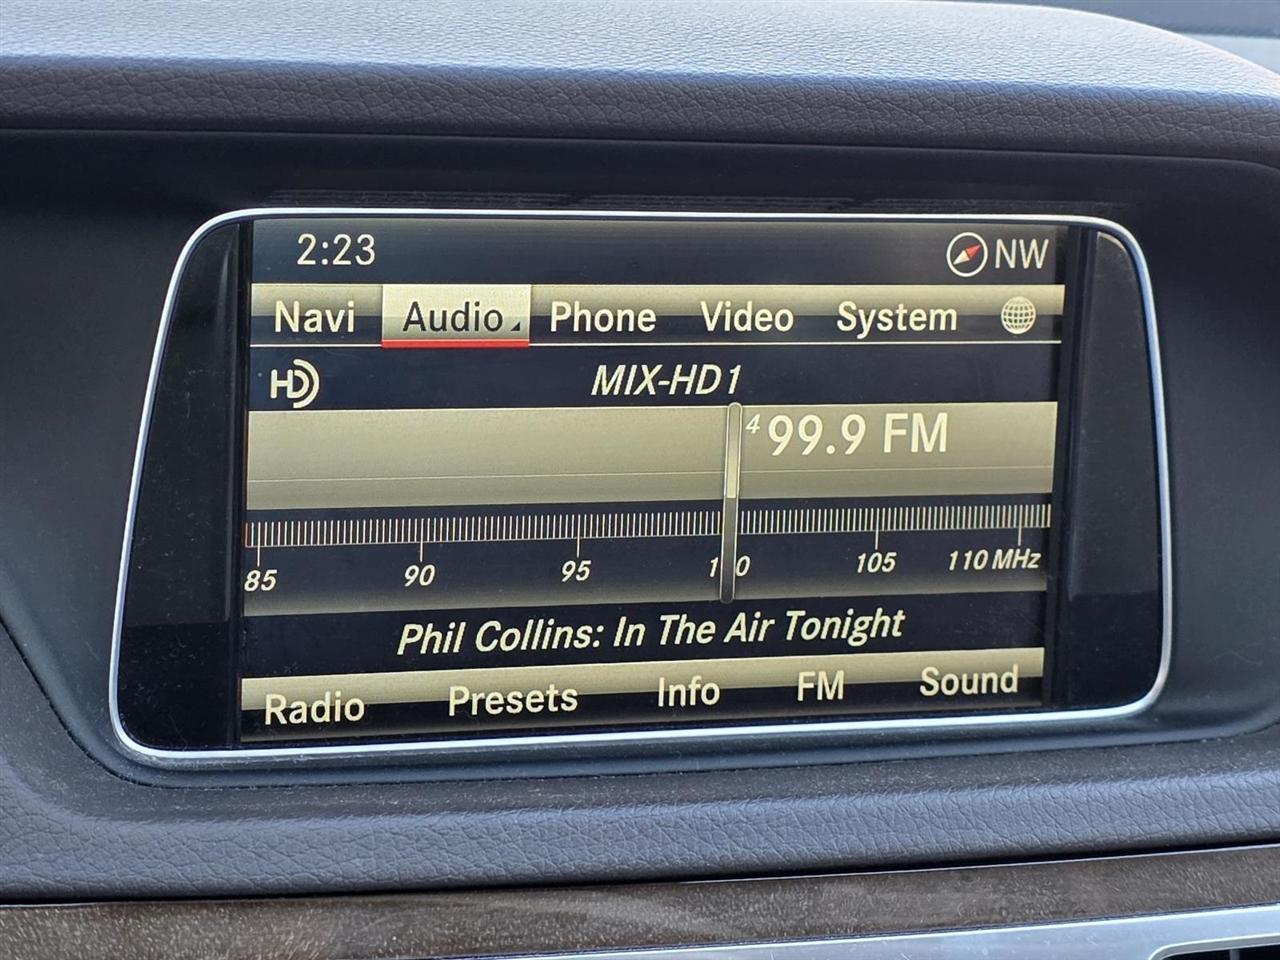 2:23 NW
Navi Audio Phone Video System
HD MIX-HD1
4 99.9 FM
85 90 95 100 105 110 MHz
Phil Collins: In The Air Tonight
Radio Presets Info FM Sound